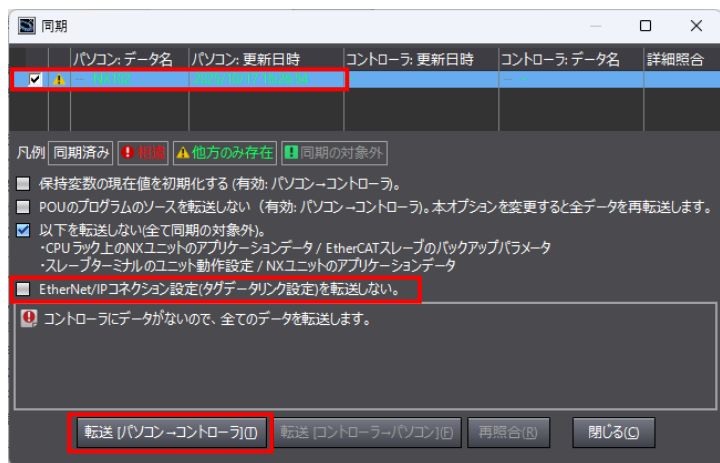 同期
パソコン: データ名 パソコン: 更新日時 コントローラ: 更新日時 コントローラ: データ名 詳細照合
凡例 同期済み 相違 他方のみ存在 同期の対象外
保持変数の現在値を初期化する (有効: パソコン→コントローラ)。
POUのプログラムのソースを転送しない (有効: パソコン→コントローラ)。本オプションを変更すると全データを再転送します。
以下を転送しない(全て同期の対象外)。
・CPU ラック上のNXユニットのアプリケーションデータ / EtherCATスレーブのバックアップパラメータ
・スレーブターミナルのユニット動作設定 / NXユニットのアプリケーションデータ
EtherNet/IPコネクション設定(タグデータリンク設定)を転送しない。
コントローラにデータがないので、全てのデータを転送します。
転送 [パソコン→コントローラ](T) 転送 [コントローラ→パソコン](F) 再照合(R) 閉じる(C)